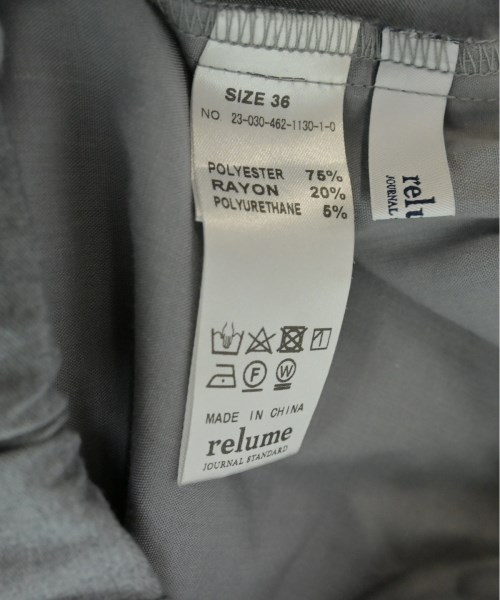 SIZE 36
NO 23-030-462-1130-1-0
POLYESTER 75%
RAYON 20%
POLYURETHANE 5%
F W
MADE IN CHINA
relume
JOURNAL STANDARD
relu
JOURNAL S